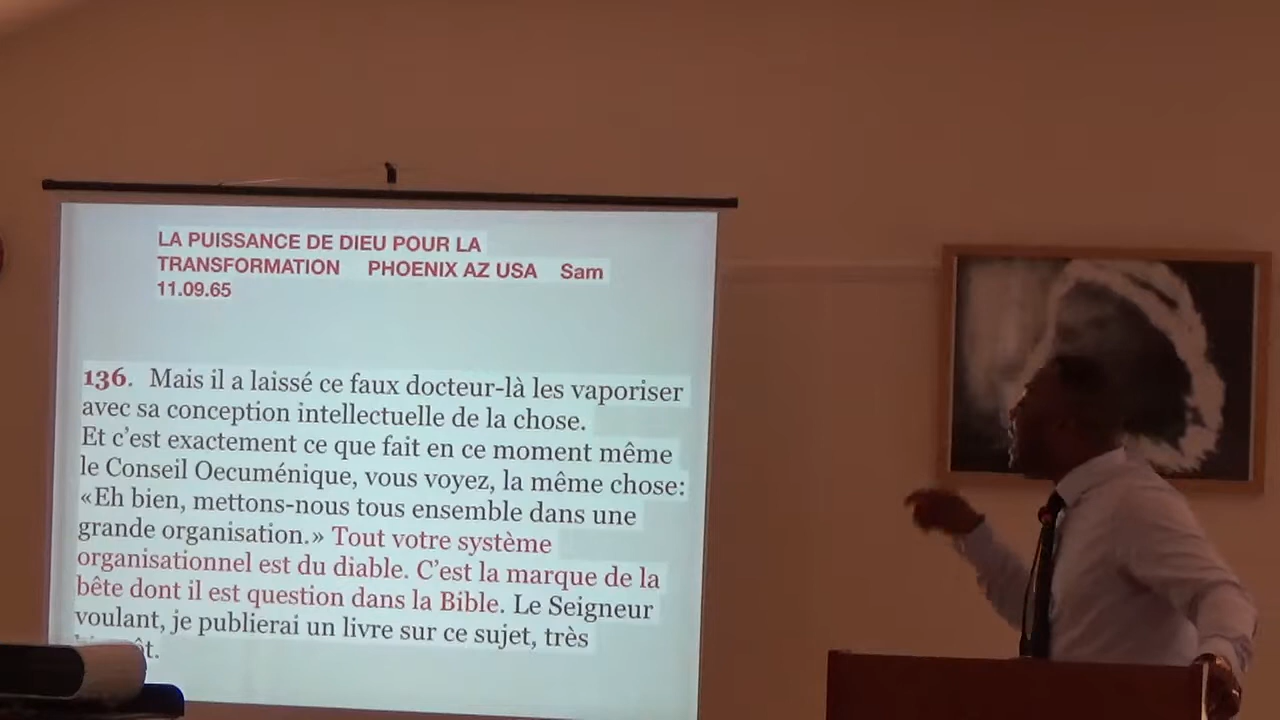 LA PUISSANCE DE DIEU POUR LA
TRANSFORMATION PHOENIX AZ USA Sam
11.09.65
136. Mais il a laissé ce faux docteur-là les vaporiser
avec sa conception intellectuelle de la chose.
Et c’est exactement ce que fait en ce moment même
le Conseil Oecuménique, vous voyez, la même chose:
«Eh bien, mettons-nous tous ensemble dans une
grande organisation.» Tout votre système
organisationnel est du diable. C’est la marque de la
bête dont il est question dans la Bible. Le Seigneur
voulant, je publierai un livre sur ce sujet, très